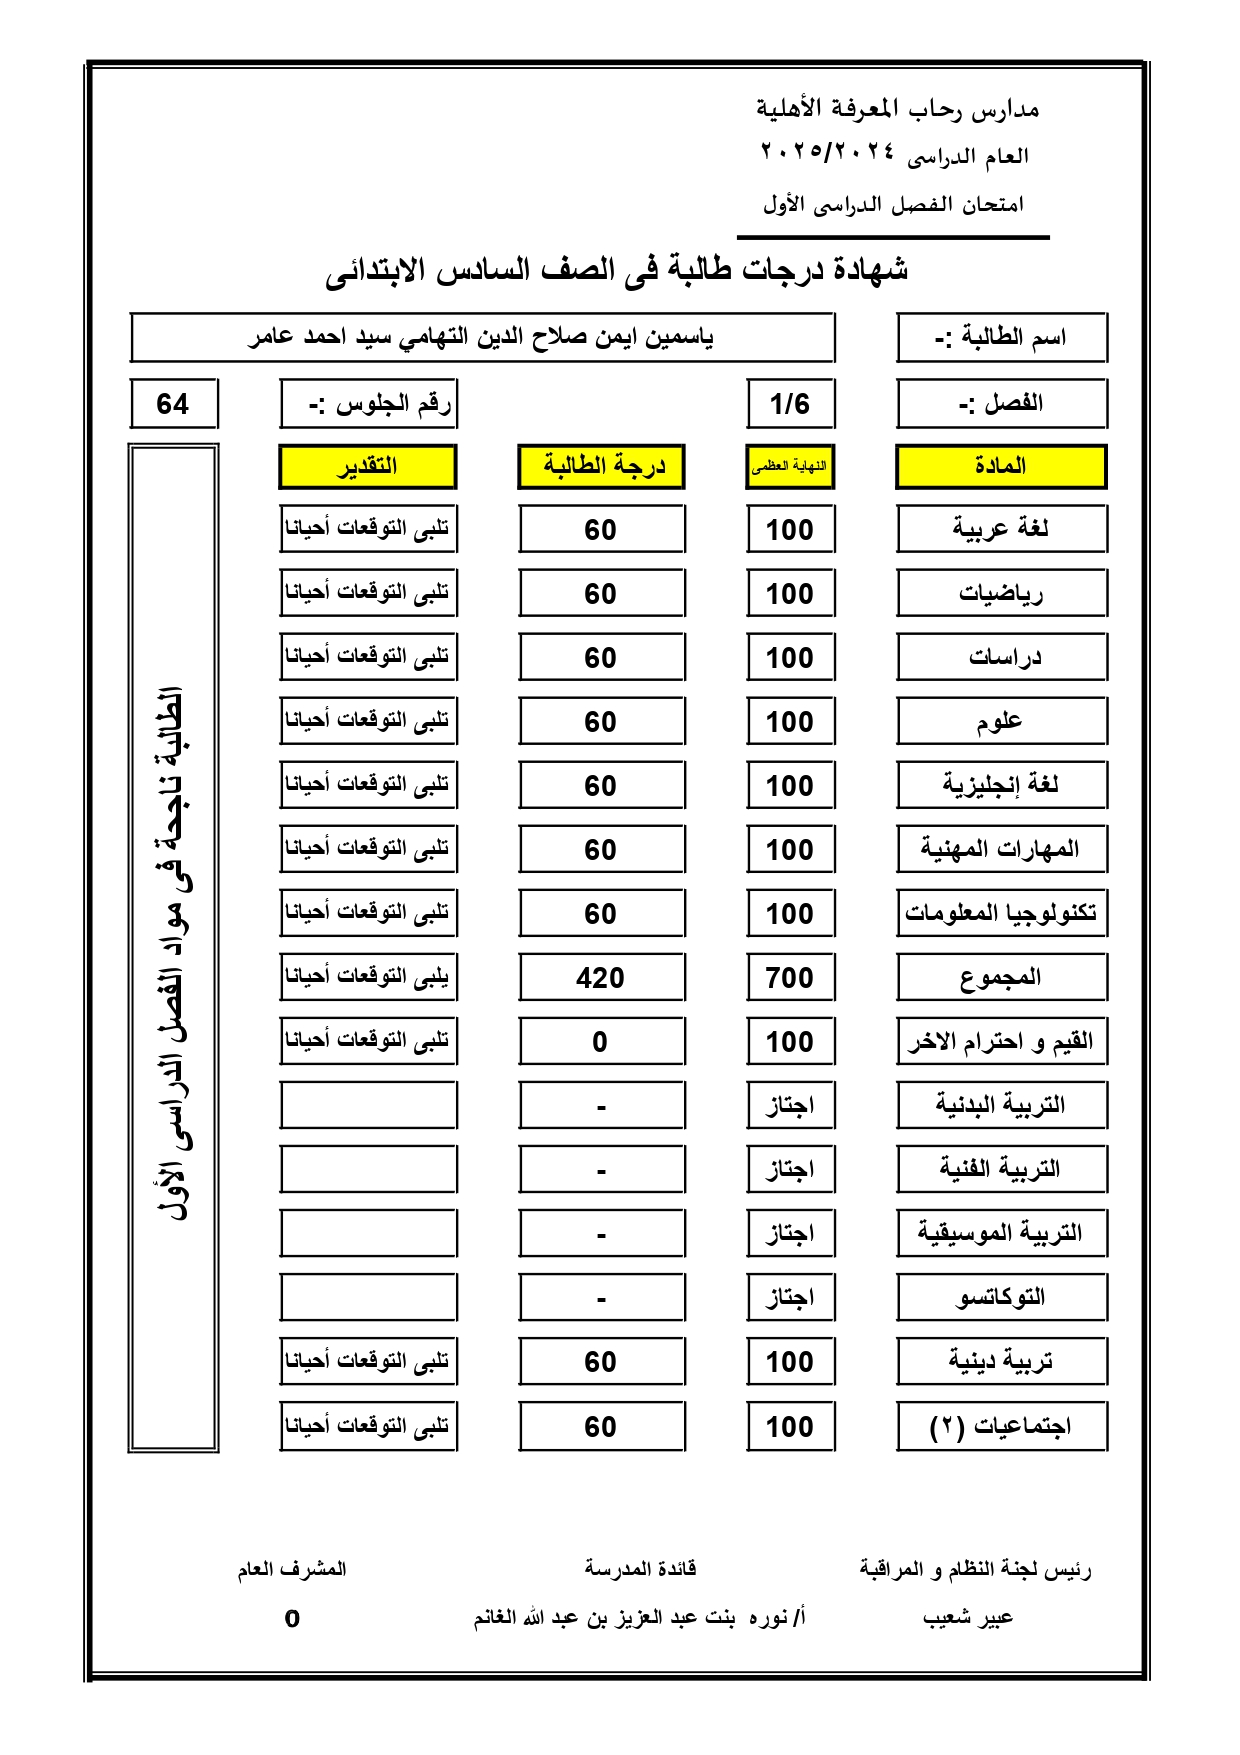 مدارس رحاب المعرفة الأهلية
العام الدراسى ٢٠٢٥/٢٠٢٤
امتحان الفصل الدراسى الأول
شهادة درجات طالبة فى الصف السادس الابتدائى
اسم الطالبة :- ياسمين ايمن صلاح الدين التهامي سيد احمد عامر
الفصل :- 1/6 رقم الجلوس :- 64
المادة النهاية العظمى درجة الطالبة التقدير
لغة عربية 100 60 تلبى التوقعات أحيانا
رياضيات 100 60 تلبى التوقعات أحيانا
دراسات 100 60 تلبى التوقعات أحيانا
علوم 100 60 تلبى التوقعات أحيانا
لغة إنجليزية 100 60 تلبى التوقعات أحيانا
المهارات المهنية 100 60 تلبى التوقعات أحيانا
تكنولوجيا المعلومات 100 60 تلبى التوقعات أحيانا
المجموع 700 420 يلبى التوقعات أحيانا
القيم و احترام الاخر 100 0 تلبى التوقعات أحيانا
التربية البدنية اجتاز -
التربية الفنية اجتاز -
التربية الموسيقية اجتاز -
التوكاتسو اجتاز -
تربية دينية 100 60 تلبى التوقعات أحيانا
اجتماعيات (٢) 100 60 تلبى التوقعات أحيانا
الطالبة ناجحة فى مواد الفصل الدراسى الأول
رئيس لجنة النظام و المراقبة قائدة المدرسة المشرف العام
عبير شعيب أ/ نوره بنت عبد العزيز بن عبد الله الغانم 0